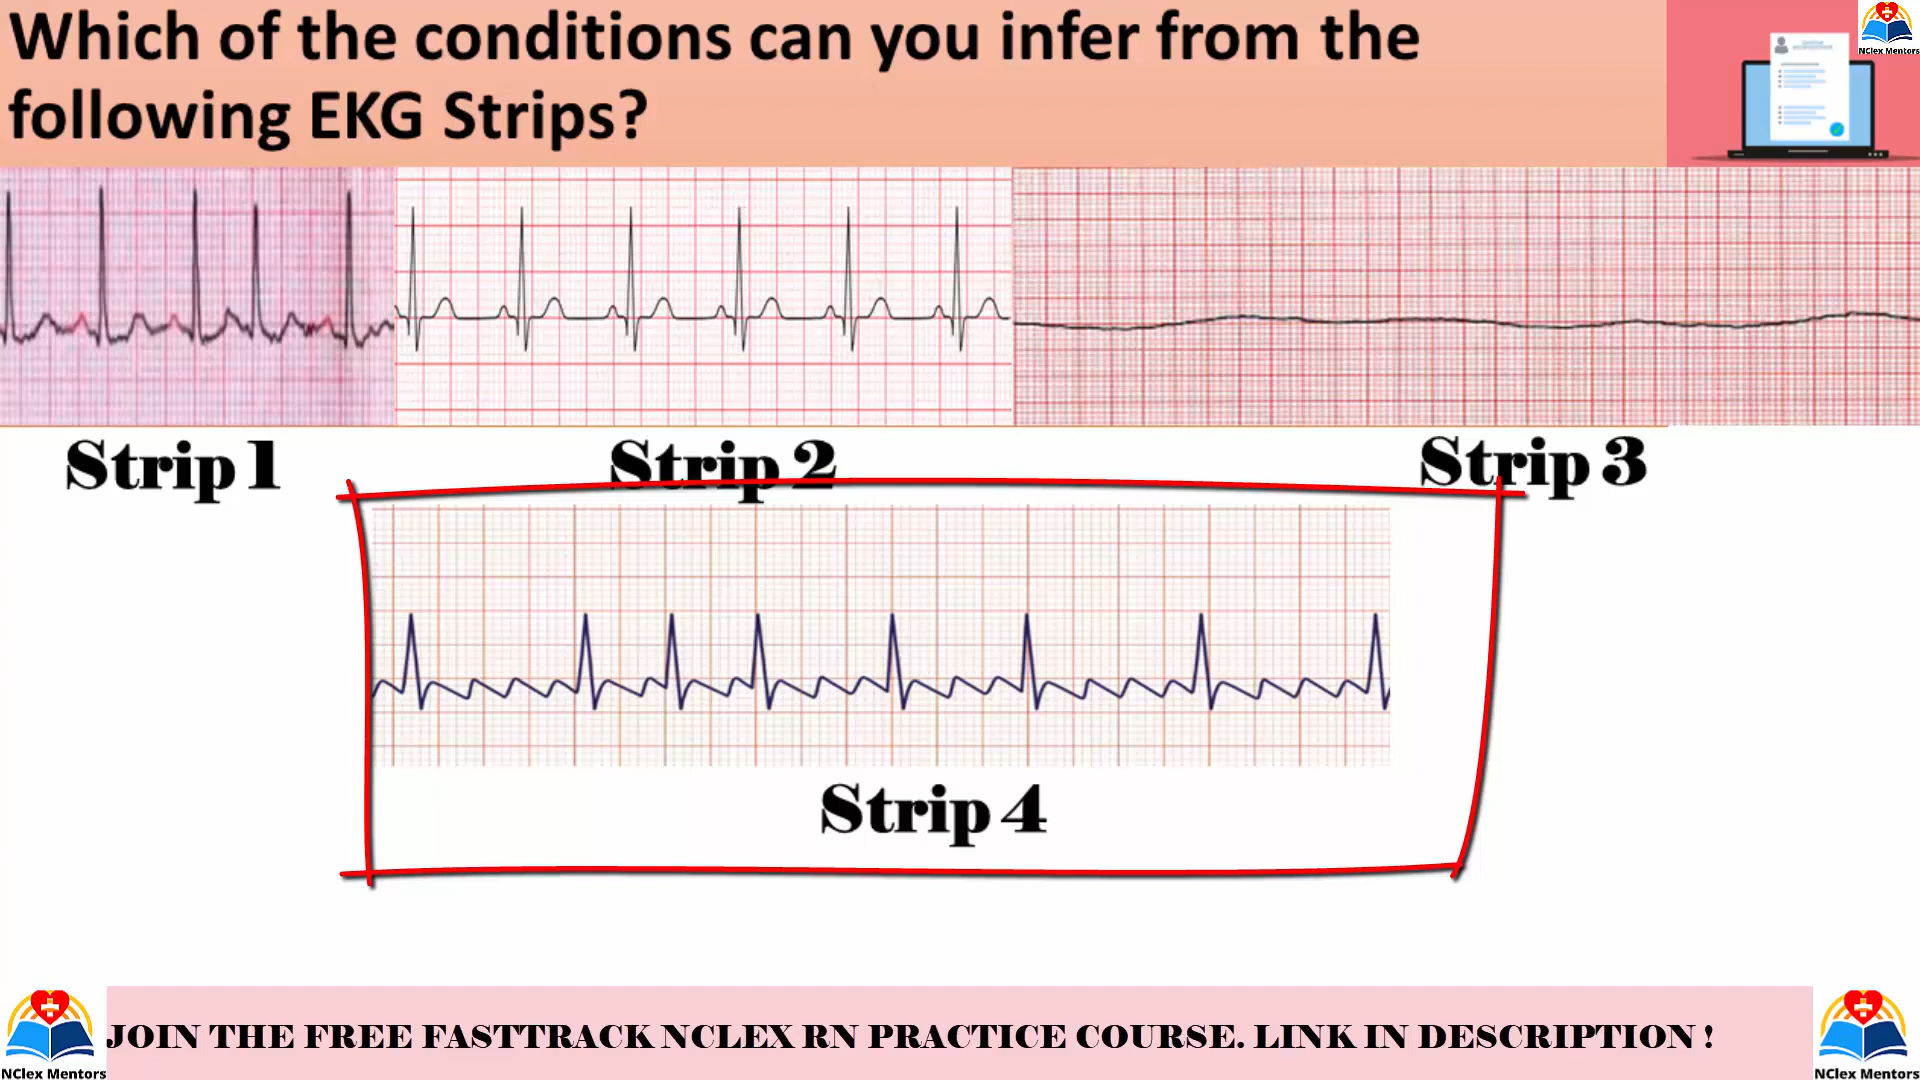 Which of the conditions can you infer from the
following EKG Strips?
NClex Mentors
Strip 1
Strip 2
Strip 3
Strip 4
JOIN THE FREE FASTTRACK NCLEX RN PRACTICE COURSE. LINK IN DESCRIPTION !
NClex Mentors
NClex Mentors